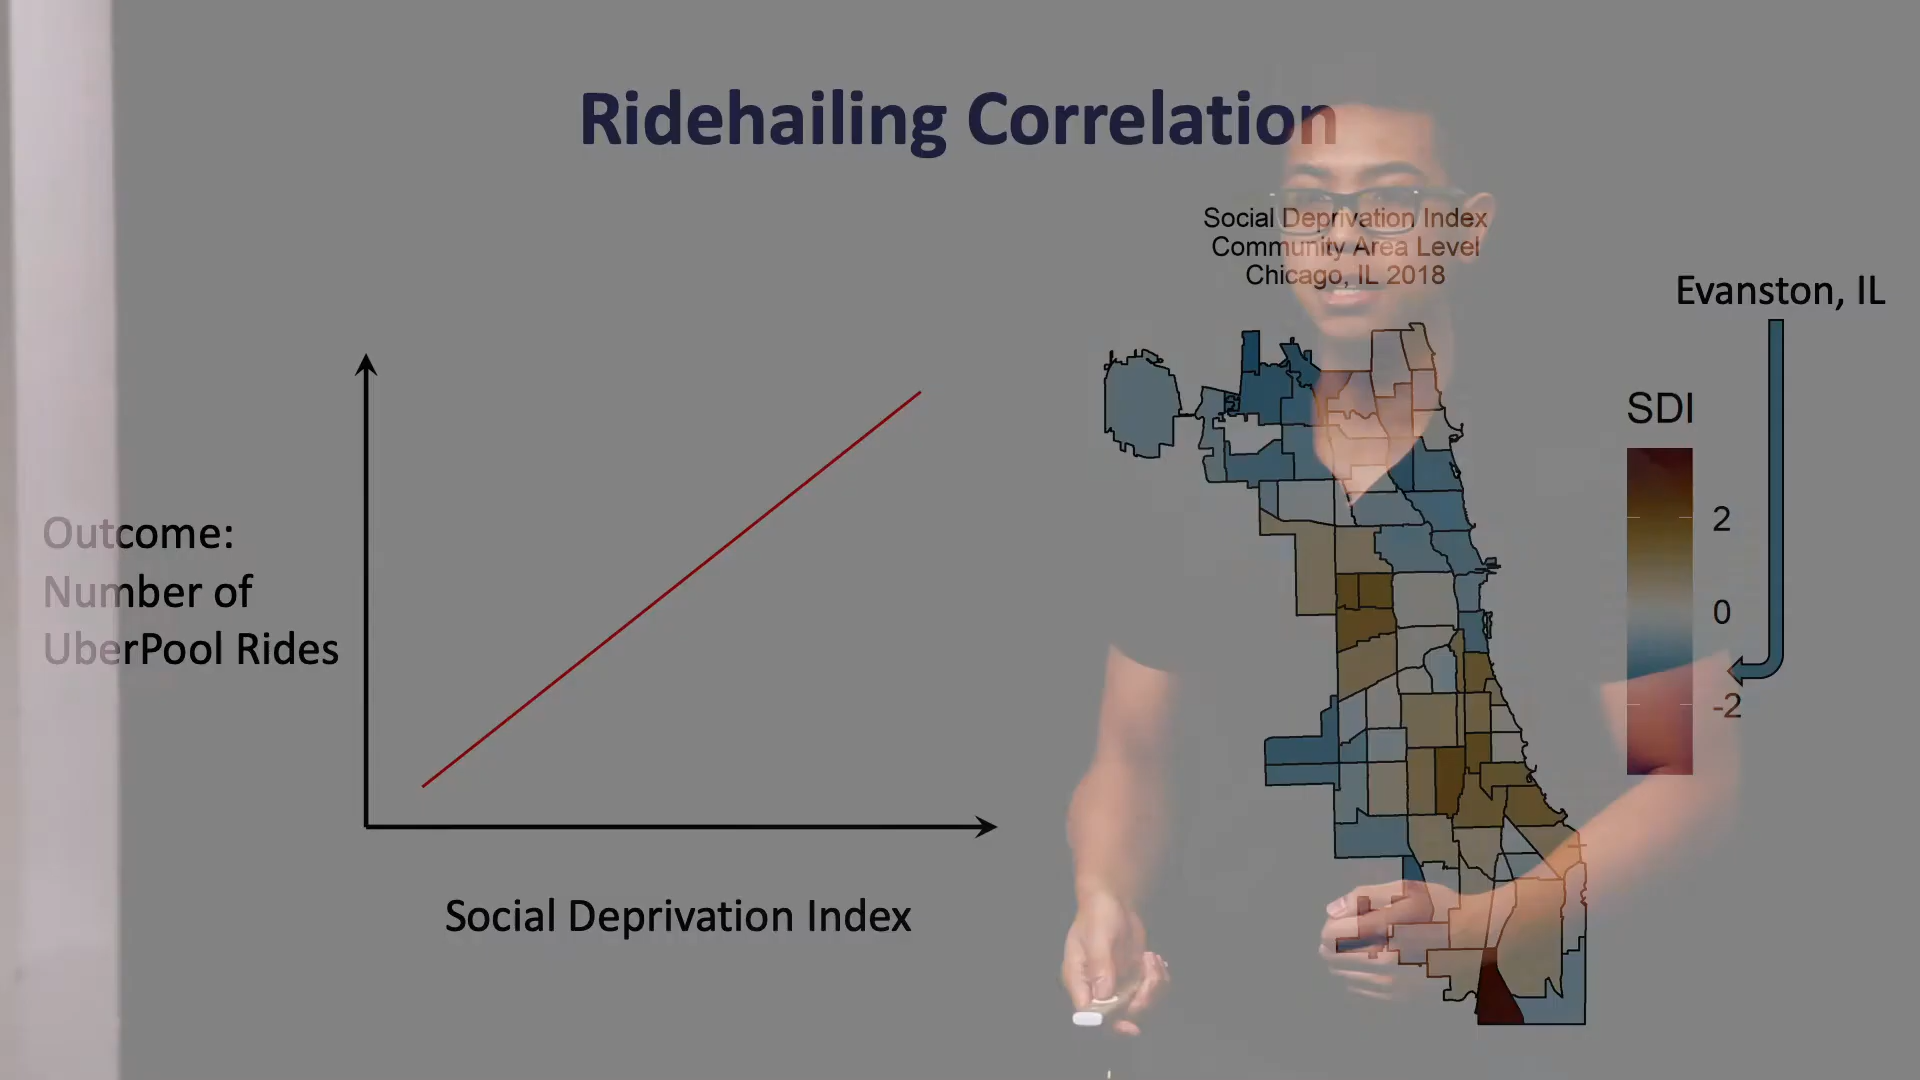 Ridehailing Correlation
Social Deprivation Index
Community Area Level
Chicago, IL 2018
Evanston, IL
SDI
2
0
-2
Outcome:
Number of
UberPool Rides
Social Deprivation Index